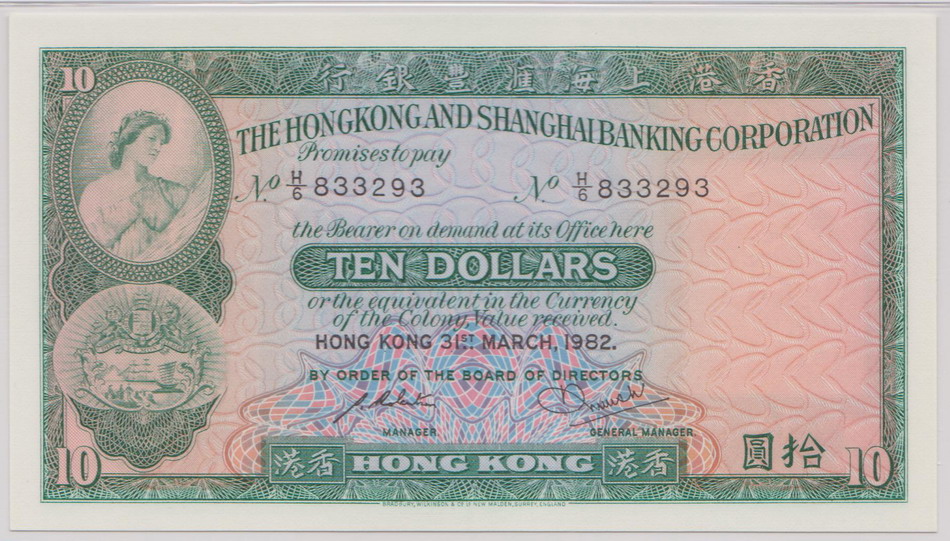 10
行銀豐滙海上港香
THE HONGKONG AND SHANGHAI BANKING CORPORATION
Promises to pay
No. H/6 833293 No. H/6 833293
the Bearer on demand at its Office here
TEN DOLLARS
or the equivalent in the Currency
of the Colony Value received.
HONG KONG 31ST MARCH, 1982.
BY ORDER OF THE BOARD OF DIRECTORS
MANAGER GENERAL MANAGER
圓拾
10 港香 HONG KONG 港香 10
BRADBURY, WILKINSON & Co. Ld. NEW MALDEN, SURREY, ENGLAND